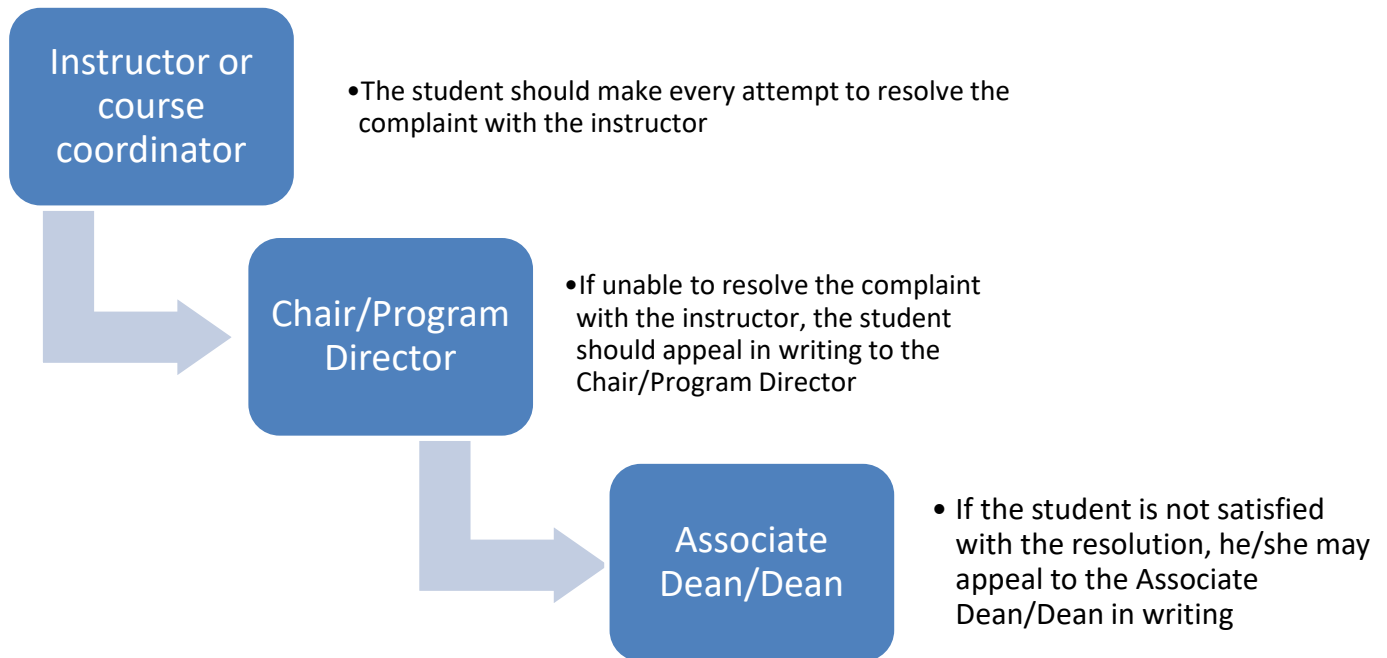 Instructor or
course
coordinator
•The student should make every attempt to resolve the
complaint with the instructor
Chair/Program
Director
•If unable to resolve the complaint
with the instructor, the student
should appeal in writing to the
Chair/Program Director
Associate
Dean/Dean
• If the student is not satisfied
with the resolution, he/she may
appeal to the Associate
Dean/Dean in writing